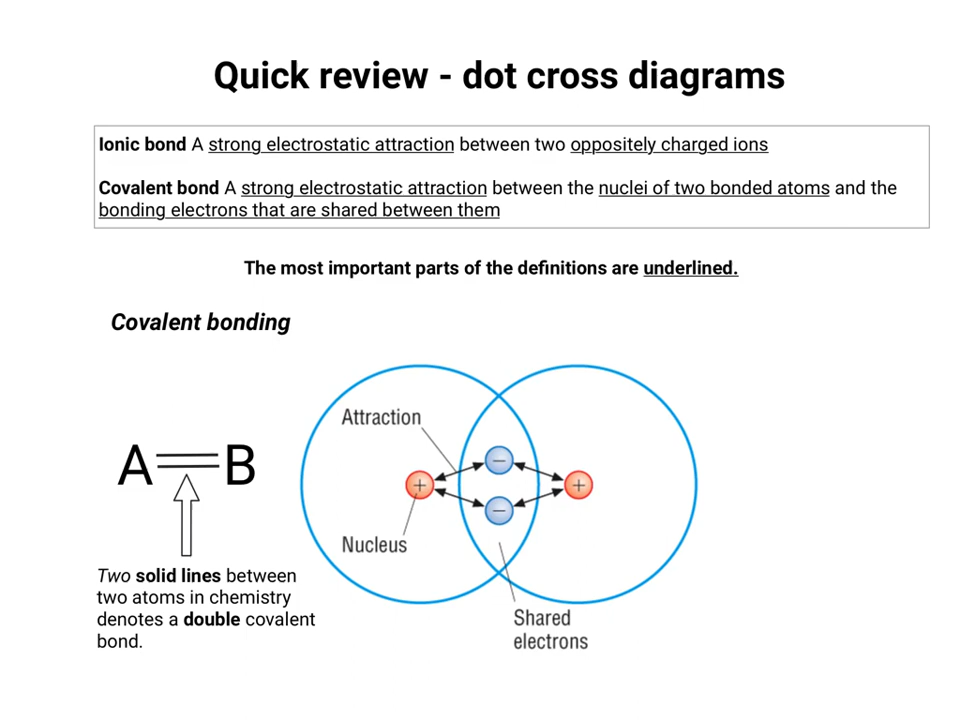 Quick review - dot cross diagrams
Ionic bond A strong electrostatic attraction between two oppositely charged ions
Covalent bond A strong electrostatic attraction between the nuclei of two bonded atoms and the
bonding electrons that are shared between them
The most important parts of the definitions are underlined.
Covalent bonding
A B
Two solid lines between
two atoms in chemistry
denotes a double covalent
bond.
Attraction
−
+ +
−
Nucleus
Shared
electrons